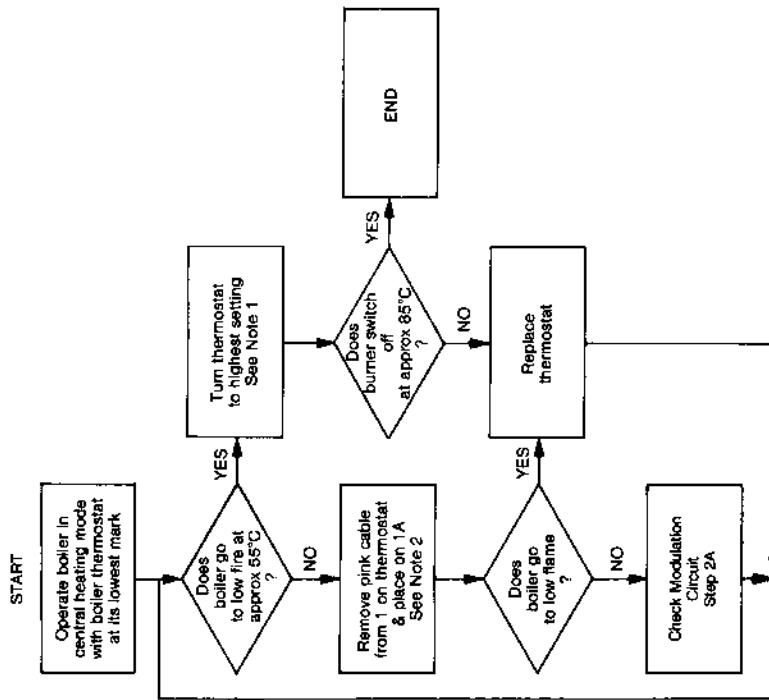 START
Operate boiler in
central heating mode
with boiler thermostat
at its lowest mark
Does
boiler go
to low fire at
approx 55°C
?
YES
NO
Turn thermostat
to highest setting
See Note 1
Does
burner switch
off
at approx 85°C
?
YES
NO
END
Remove pink cable
from 1 on thermostat
& place on 1A
See Note 2
Does
boiler go
to low flame
?
YES
NO
Replace
thermostat
Check Modulation
Circuit
Step 2A